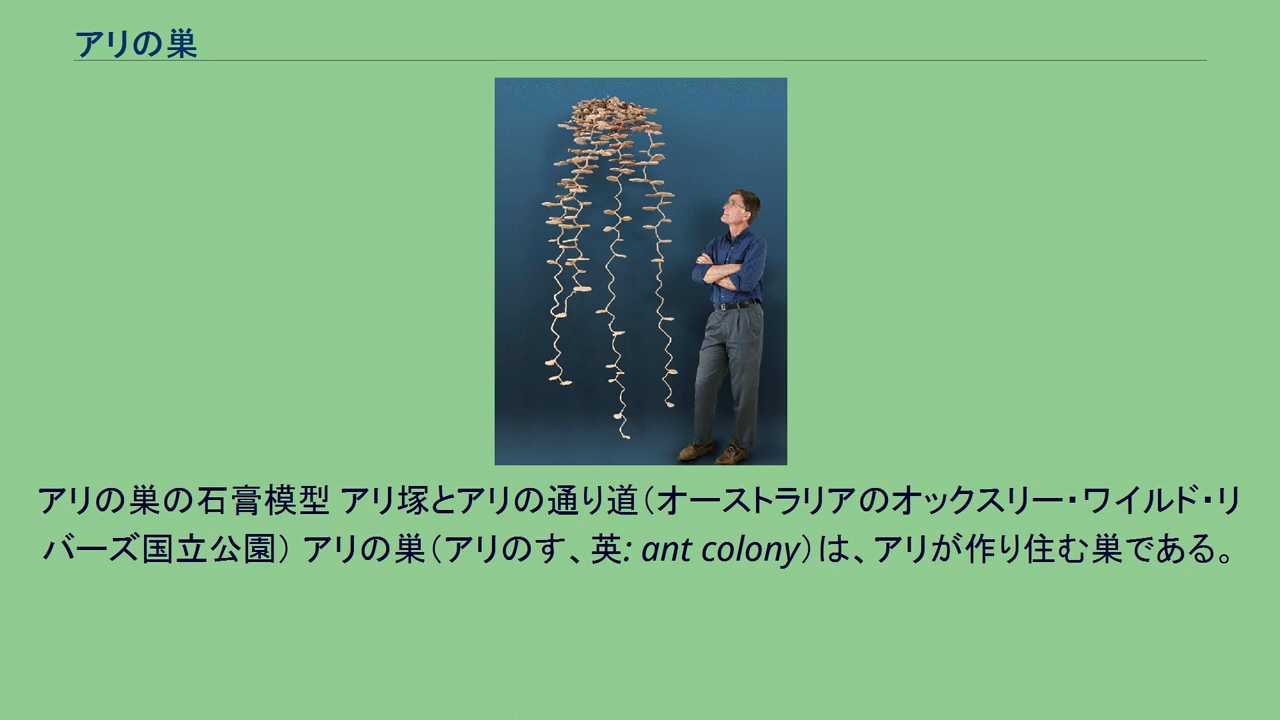 アリの巣
アリの巣の石膏模型 アリ塚とアリの通り道（オーストラリアのオックスリー・ワイルド・リ
バーズ国立公園） アリの巣（アリのす、英: ant colony）は、アリが作り住む巣である。